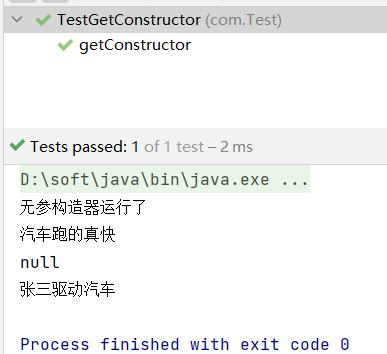 TestGetConstructor (com.Test)
getConstructor
Tests passed: 1 of 1 test – 2 ms
D:\soft\java\bin\java.exe ...
无参构造器运行了
汽车跑的真快
null
张三驱动汽车
Process finished with exit code 0